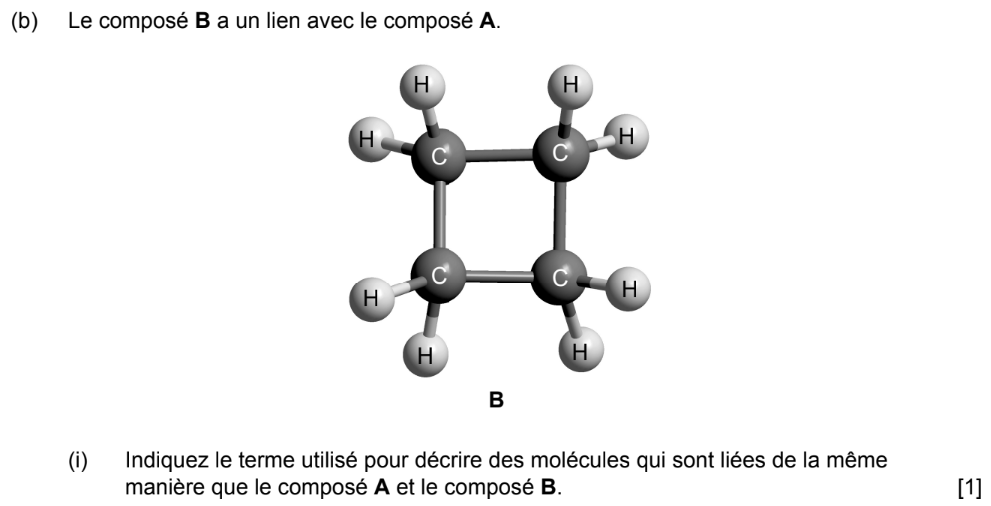 (b) Le composé B a un lien avec le composé A.
H H
H C C H
H C C H
H H
B
(i) Indiquez le terme utilisé pour décrire des molécules qui sont liées de la même
manière que le composé A et le composé B. [1]